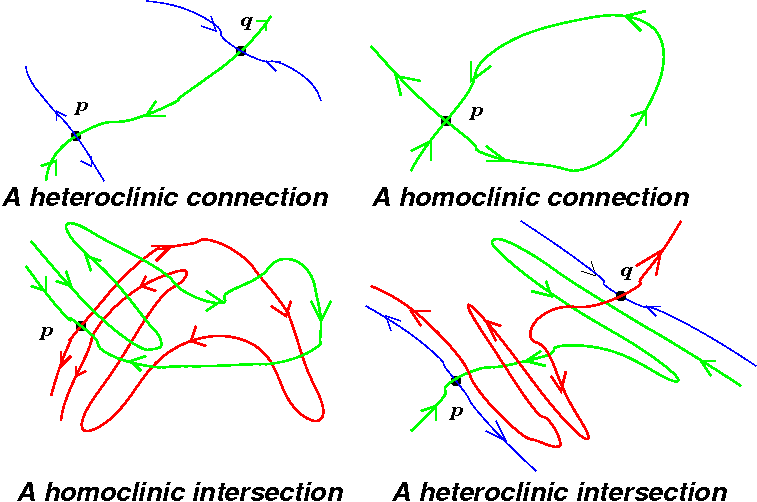 q
p
p
A heteroclinic connection
A homoclinic connection
q
p
p
A homoclinic intersection
A heteroclinic intersection